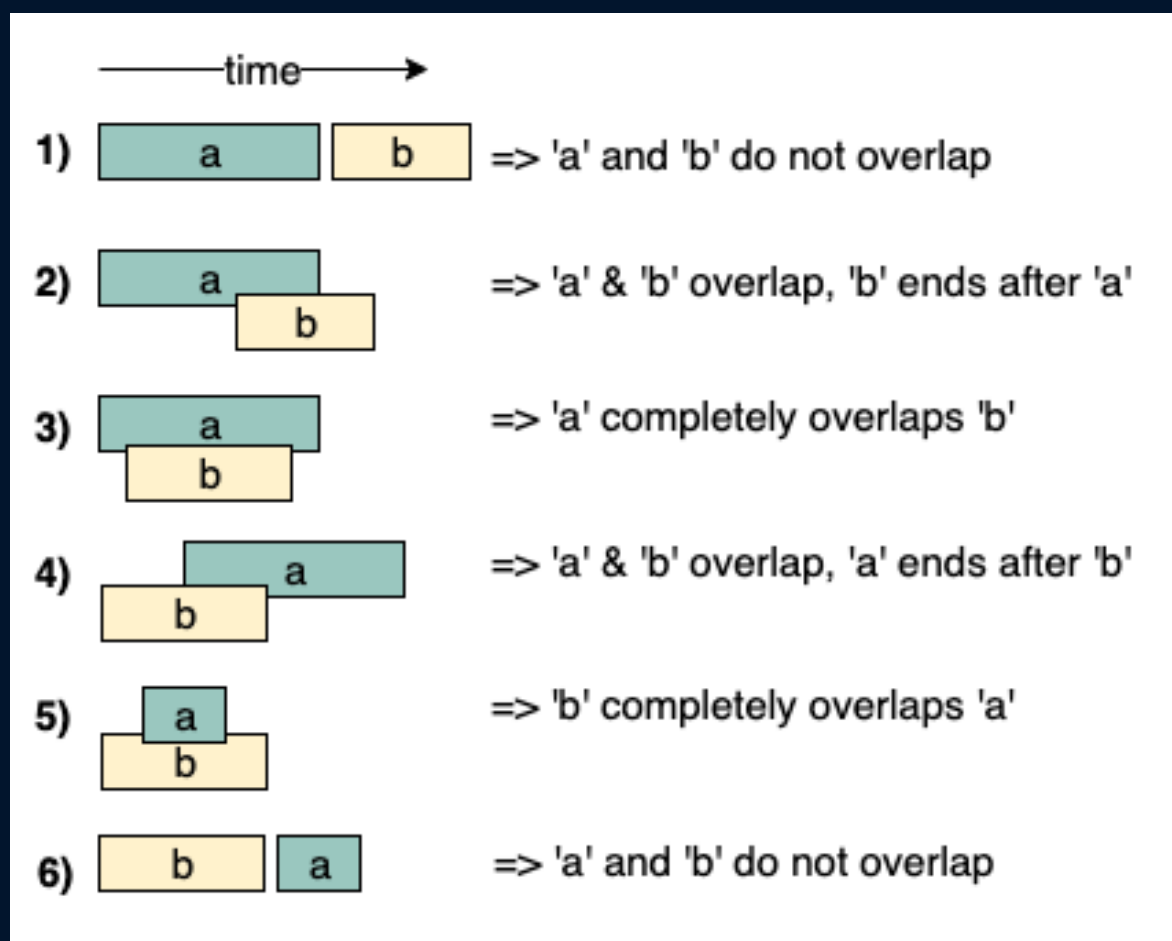 time
1) a b => 'a' and 'b' do not overlap
2) a => 'a' & 'b' overlap, 'b' ends after 'a'
b
3) a => 'a' completely overlaps 'b'
b
4) a => 'a' & 'b' overlap, 'a' ends after 'b'
b
5) a => 'b' completely overlaps 'a'
b
6) b a => 'a' and 'b' do not overlap